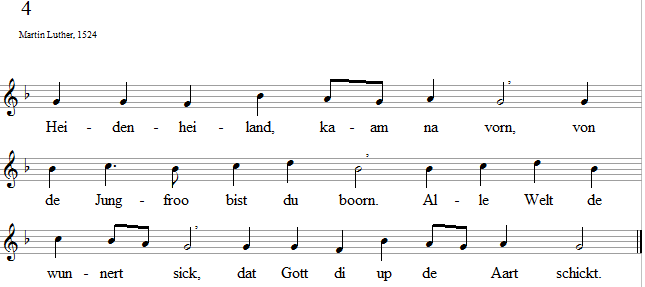 4
Martin Luther, 1524
Hei - den - hei - land, ka - am na vorn, von
de Jung - froo bist du boorn. Al - le Welt de
wun - nert sick, dat Gott di up de Aart schickt.